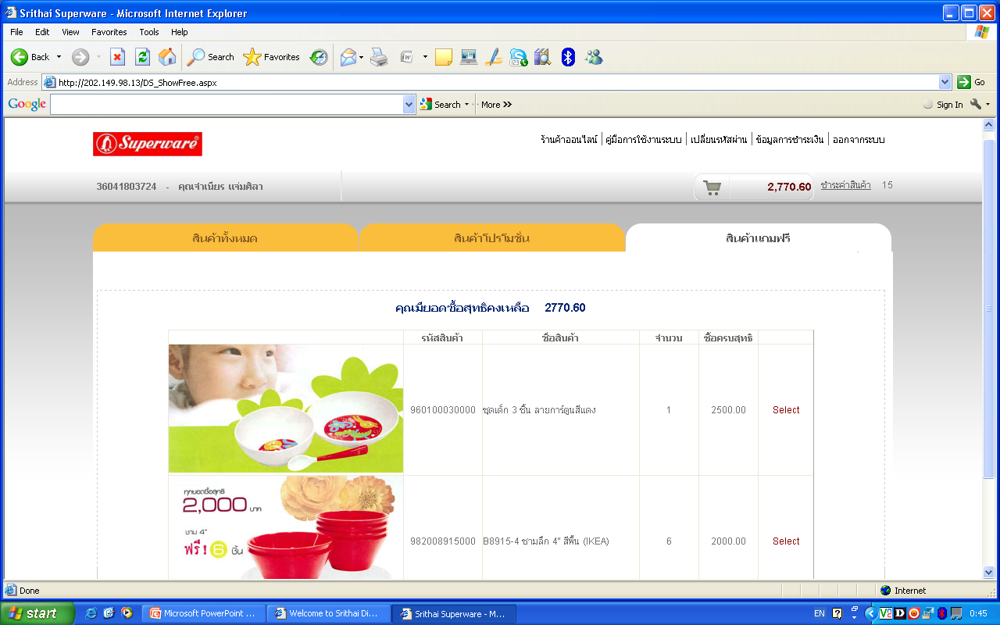 Srithai Superware - Microsoft Internet Explorer
File Edit View Favorites Tools Help
Back Search Favorites
Address http://202.149.98.13/DS_ShowFree.aspx Go
Google Search More Sign In
Superware
ร้านค้าออนไลน์ คู่มือการใช้งานระบบ เปลี่ยนรหัสผ่าน ข้อมูลการชำระเงิน ออกจากระบบ
36041803724 - คุณจำเนียร แจ่มศิลา 2,770.60 ชำระค่าสินค้า 15
สินค้าทั้งหมด สินค้าโปรโมชั่น สินค้าแถมฟรี
คุณมียอดซื้อสุทธิคงเหลือ 2770.60
รหัสสินค้า ชื่อสินค้า จำนวน ซื้อครบสุทธิ
960100030000 ชุดเด็ก 3 ชิ้น ลายการ์ตูนสีแดง 1 2500.00 Select
ทุกยอดซื้อสุทธิ
2,000 บาท
ชาม 4"
ฟรี! 6 ชิ้น
982008915000 B8915-4 ชามลึก 4" สีพื้น (IKEA) 6 2000.00 Select
Done Internet
start Microsoft PowerPoint ... Welcome to Srithai Di... Srithai Superware - M... EN 0:45